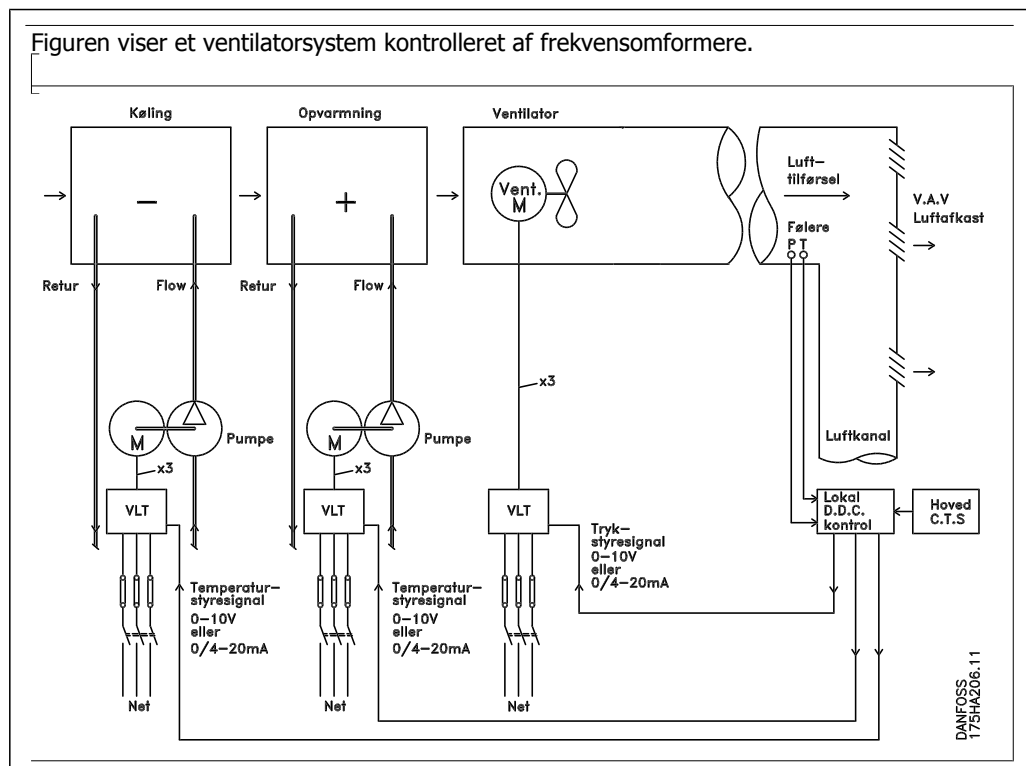 Figuren viser et ventilatorsystem kontrolleret af frekvensomformere.
Køling
Opvarmning
Ventilator
−
+
Vent.
M
Luft-
tilførsel
V.A.V
Luftafkast
Følere
P T
Retur
Flow
Retur
Flow
x3
M
Pumpe
M
Pumpe
Luftkanal
x3
x3
VLT
VLT
VLT
Lokal
D.D.C.
kontrol
Hoved
C.T.S
Tryk-
styresignal
0−10V
eller
0/4−20mA
Temperatur-
styresignal
0−10V
eller
0/4−20mA
Temperatur-
styresignal
0−10V
eller
0/4−20mA
Net
Net
Net
DANFOSS
175HA206.11